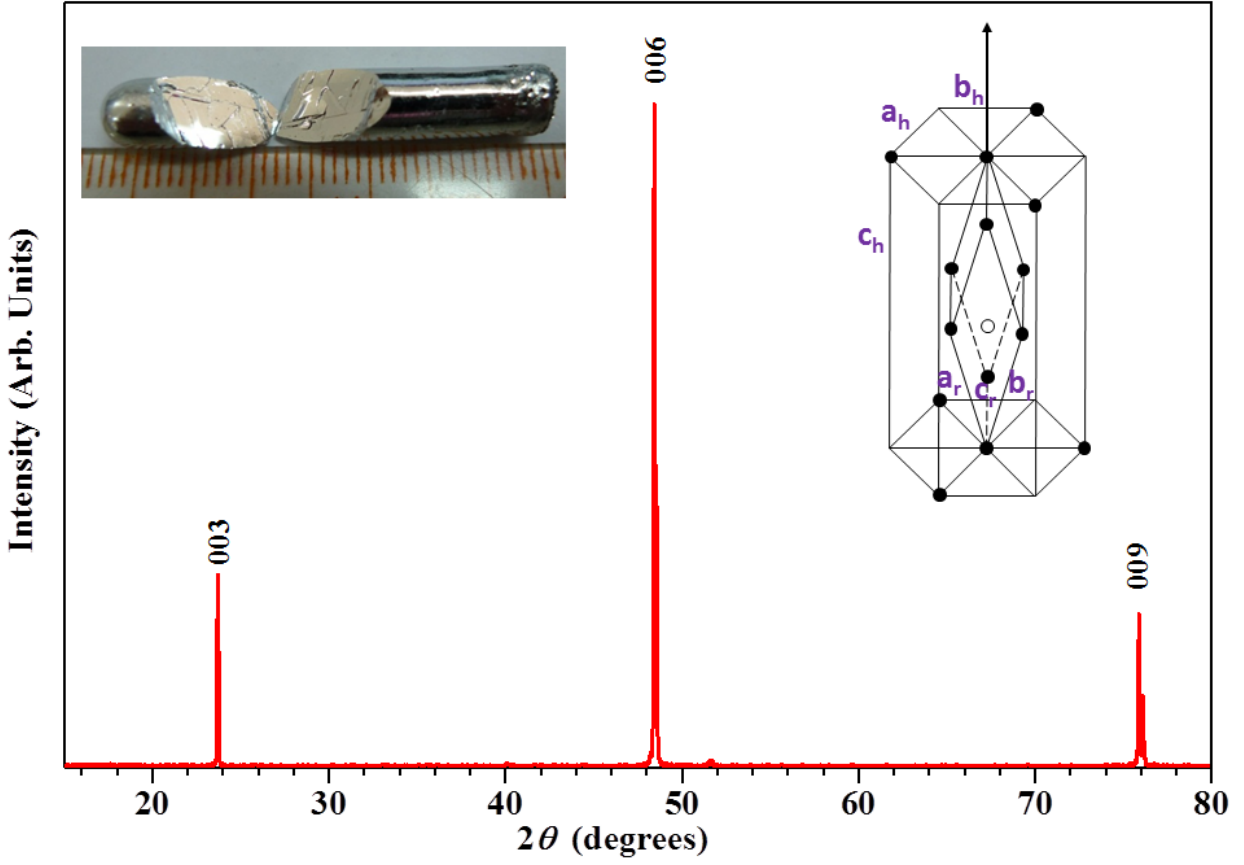 006
b_h
a_h
c_h
a_r
c_r
b_r
003
009
Intensity (Arb. Units)
20 30 40 50 60 70 80
2θ (degrees)